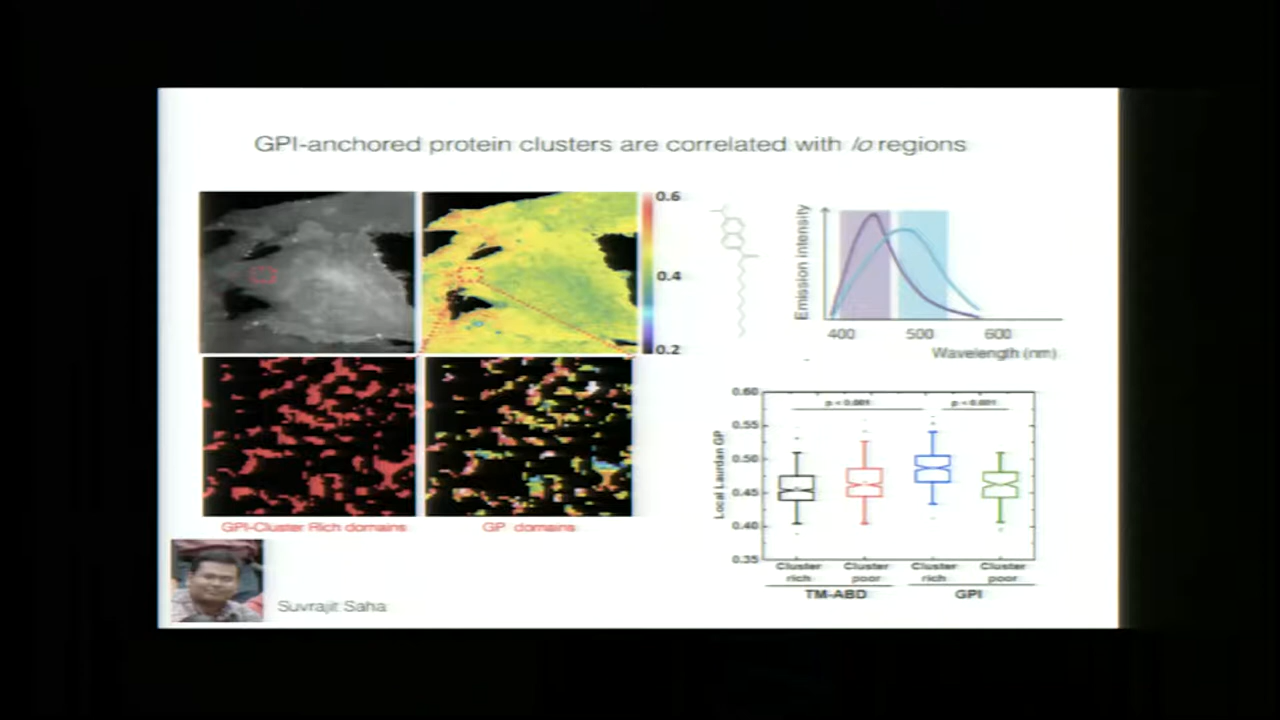 GPI-anchored protein clusters are correlated with lo regions
0.6
0.4
0.2
Emission intensity
400 500 600
Wavelength (nm)
GPI-Cluster Rich domains
GP domains
Suvrajit Saha
0.60
0.55
0.50
0.45
0.40
0.35
Local Laurdan GP
p < 0.001
p < 0.001
Cluster rich
Cluster poor
Cluster rich
Cluster poor
TM-ABD
GPI